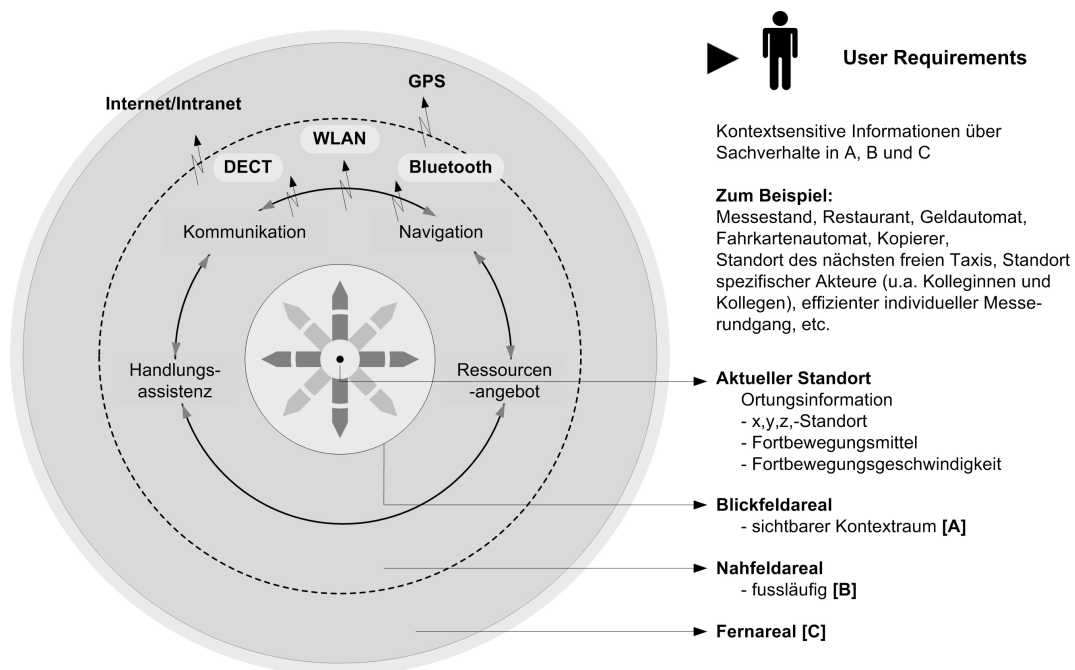 Internet/Intranet
GPS
WLAN
DECT
Bluetooth
Kommunikation
Navigation
Handlungs-
assistenz
Ressourcen
-angebot
User Requirements
Kontextsensitive Informationen über
Sachverhalte in A, B und C
Zum Beispiel:
Messestand, Restaurant, Geldautomat,
Fahrkartenautomat, Kopierer,
Standort des nächsten freien Taxis, Standort
spezifischer Akteure (u.a. Kolleginnen und
Kollegen), effizienter individueller Messe-
rundgang, etc.
Aktueller Standort
Ortungsinformation
- x,y,z,-Standort
- Fortbewegungsmittel
- Fortbewegungsgeschwindigkeit
Blickfeldareal
- sichtbarer Kontextraum [A]
Nahfeldareal
- fussläufig [B]
Fernareal [C]